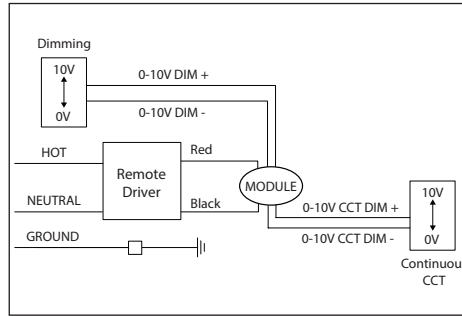 Dimming
10V
0V
0-10V DIM +
0-10V DIM -
HOT
NEUTRAL
GROUND
Remote
Driver
Red
Black
MODULE
0-10V CCT DIM +
0-10V CCT DIM -
10V
0V
Continuous
CCT